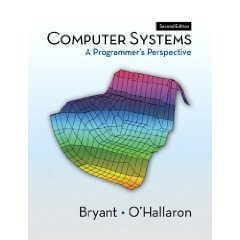 Second Edition
COMPUTER SYSTEMS
A PROGRAMMER'S PERSPECTIVE
Bryant • O'Hallaron